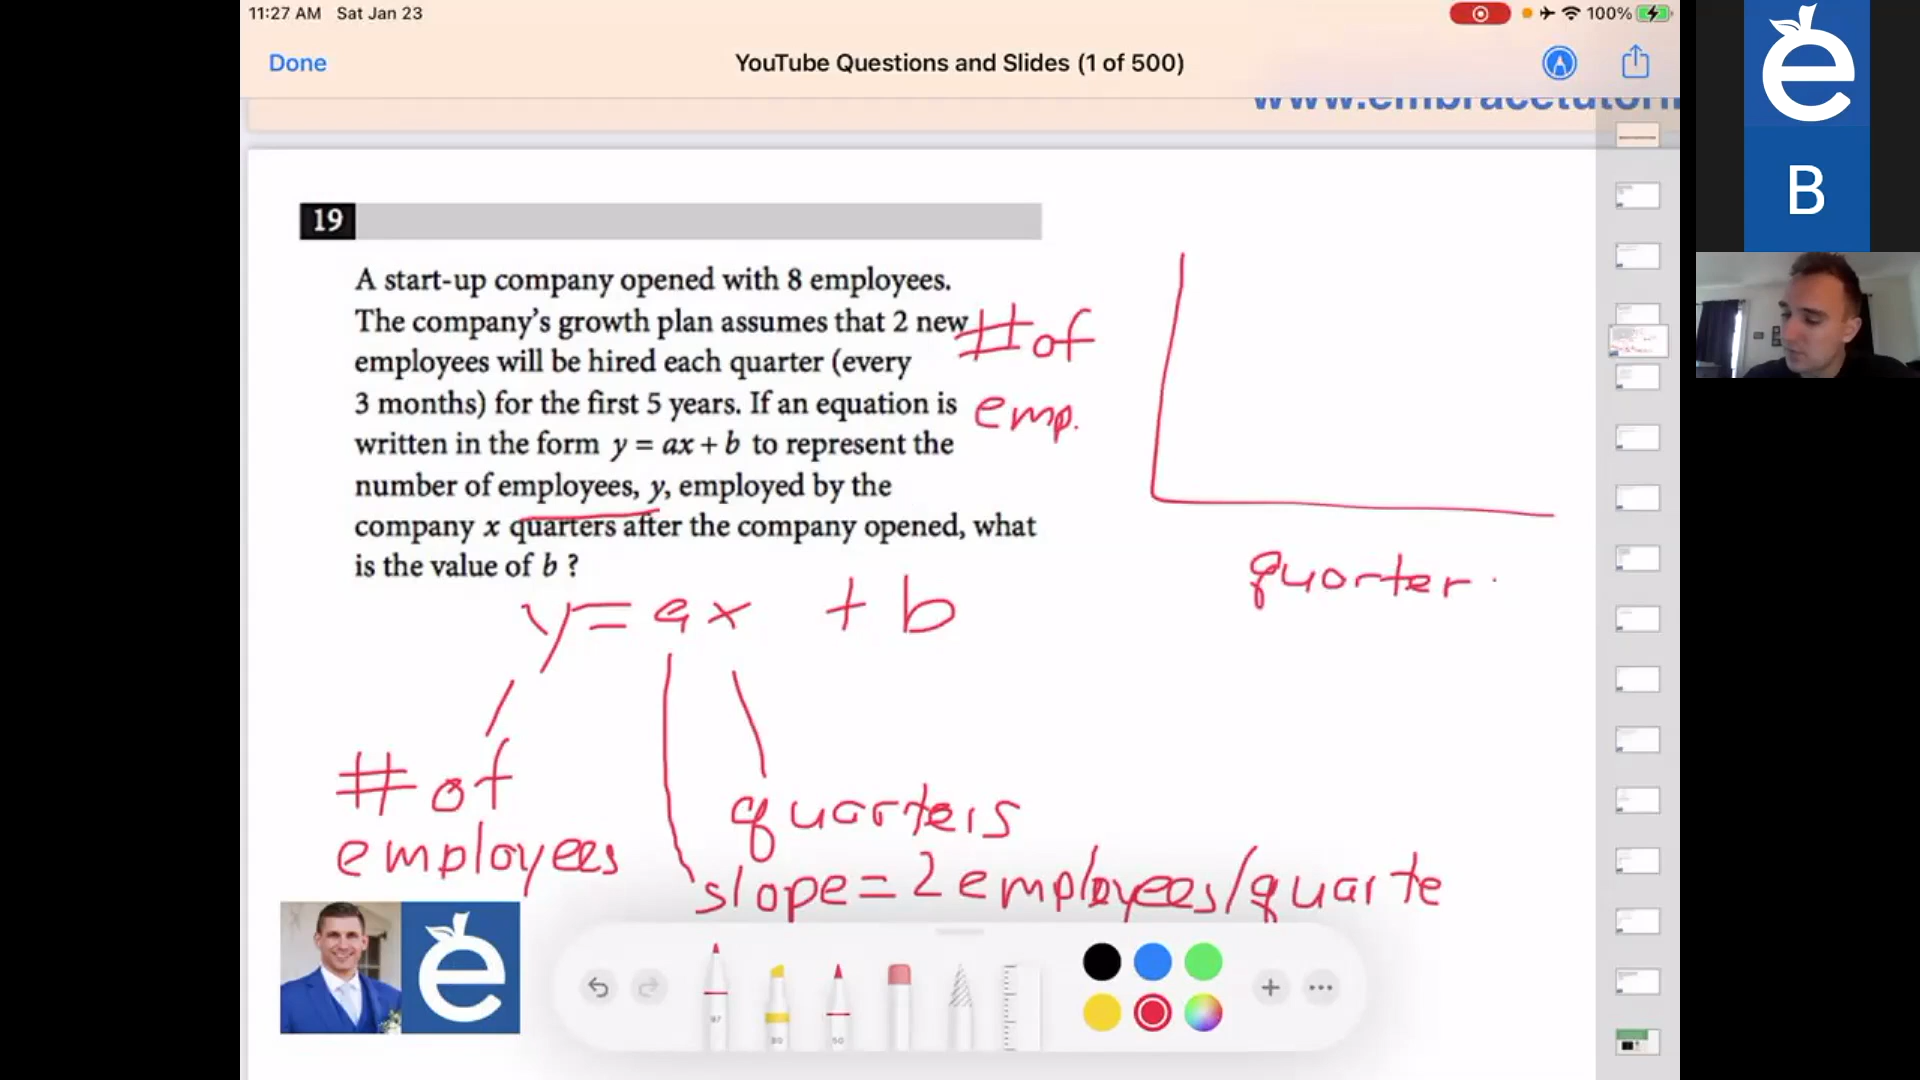 11:27 AM Sat Jan 23
100%
Done
YouTube Questions and Slides (1 of 500)
19
A start-up company opened with 8 employees.
The company's growth plan assumes that 2 new
employees will be hired each quarter (every
3 months) for the first 5 years. If an equation is
written in the form y = ax + b to represent the
number of employees, y, employed by the
company x quarters after the company opened, what
is the value of b ?
# of
emp.
quarter
y = ax + b
# of
employees
quarters
slope = 2 employees/quarte
e
97
80
50
e
B